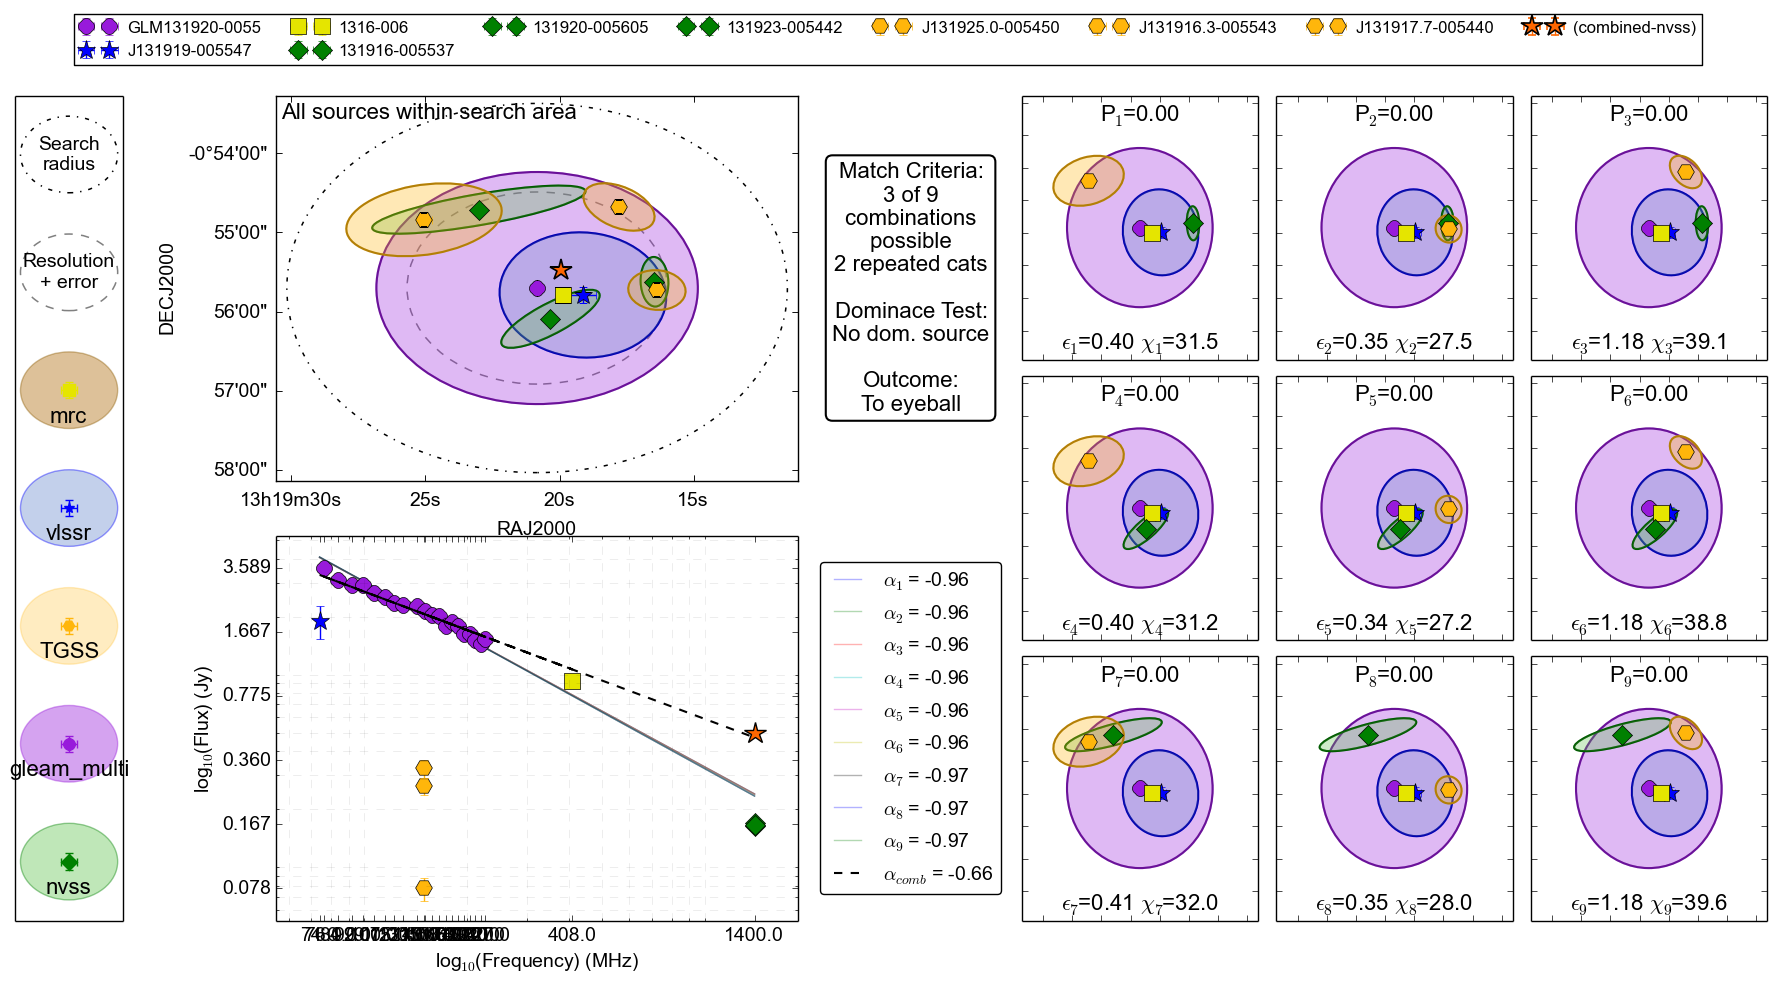 GLM131920-0055 1316-006 131920-005605 131923-005442 J131925.0-005450 J131916.3-005543 J131917.7-005440 (combined-nvss)
J131919-005547 131916-005537
Search
radius
Resolution
+ error
mrc
vlssr
TGSS
gleam_multi
nvss
All sources within search area
DECJ2000
-0°54'00"
55'00"
56'00"
57'00"
58'00"
13h19m30s 25s 20s 15s
RAJ2000
Match Criteria:
3 of 9
combinations
possible
2 repeated cats
Dominace Test:
No dom. source
Outcome:
To eyeball
log₁₀(Flux) (Jy)
3.589
1.667
0.775
0.360
0.167
0.078
408.0 1400.0
log₁₀(Frequency) (MHz)
α₁ = -0.96
α₂ = -0.96
α₃ = -0.96
α₄ = -0.96
α₅ = -0.96
α₆ = -0.96
α₇ = -0.97
α₈ = -0.97
α₉ = -0.97
α_comb = -0.66
P₁=0.00 P₂=0.00 P₃=0.00
ϵ₁=0.40 χ₁=31.5 ϵ₂=0.35 χ₂=27.5 ϵ₃=1.18 χ₃=39.1
P₄=0.00 P₅=0.00 P₆=0.00
ϵ₄=0.40 χ₄=31.2 ϵ₅=0.34 χ₅=27.2 ϵ₆=1.18 χ₆=38.8
P₇=0.00 P₈=0.00 P₉=0.00
ϵ₇=0.41 χ₇=32.0 ϵ₈=0.35 χ₈=28.0 ϵ₉=1.18 χ₉=39.6